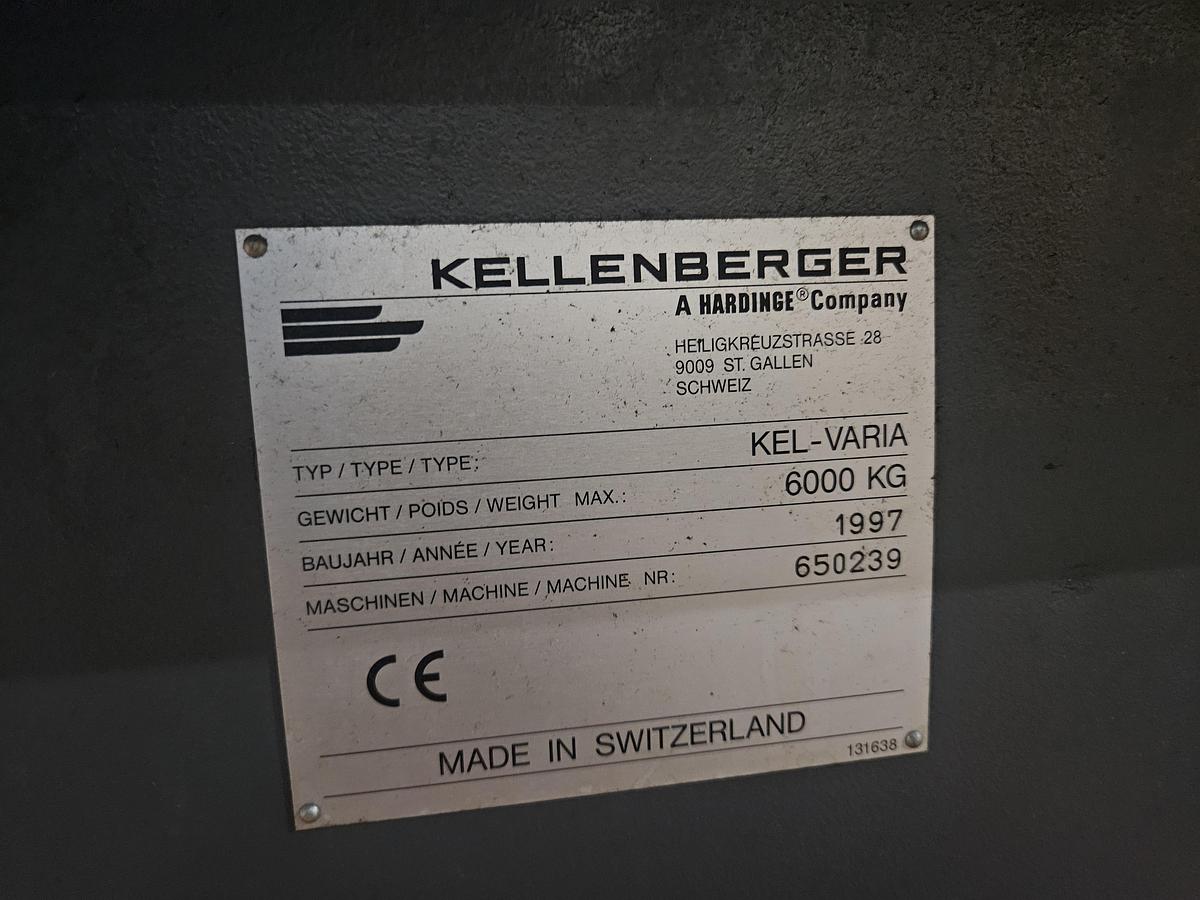 KELLENBERGER
A HARDINGE® Company
HEILIGKREUZSTRASSE 28
9009 ST. GALLEN
SCHWEIZ
TYP / TYPE / TYPE: KEL-VARIA
GEWICHT / POIDS / WEIGHT MAX.: 6000 KG
BAUJAHR / ANNÉE / YEAR: 1997
MASCHINEN / MACHINE / MACHINE NR: 650239
CE
MADE IN SWITZERLAND
131638